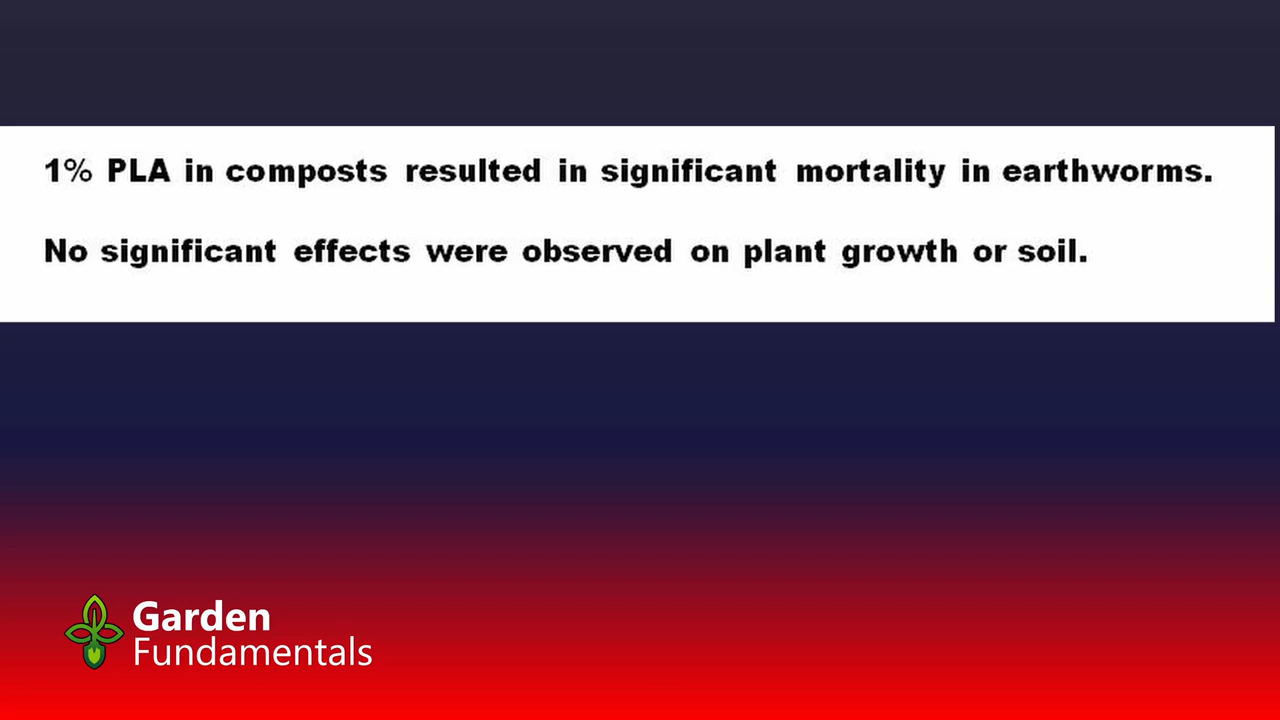 1% PLA in composts resulted in significant mortality in earthworms.
No significant effects were observed on plant growth or soil.
Garden
Fundamentals